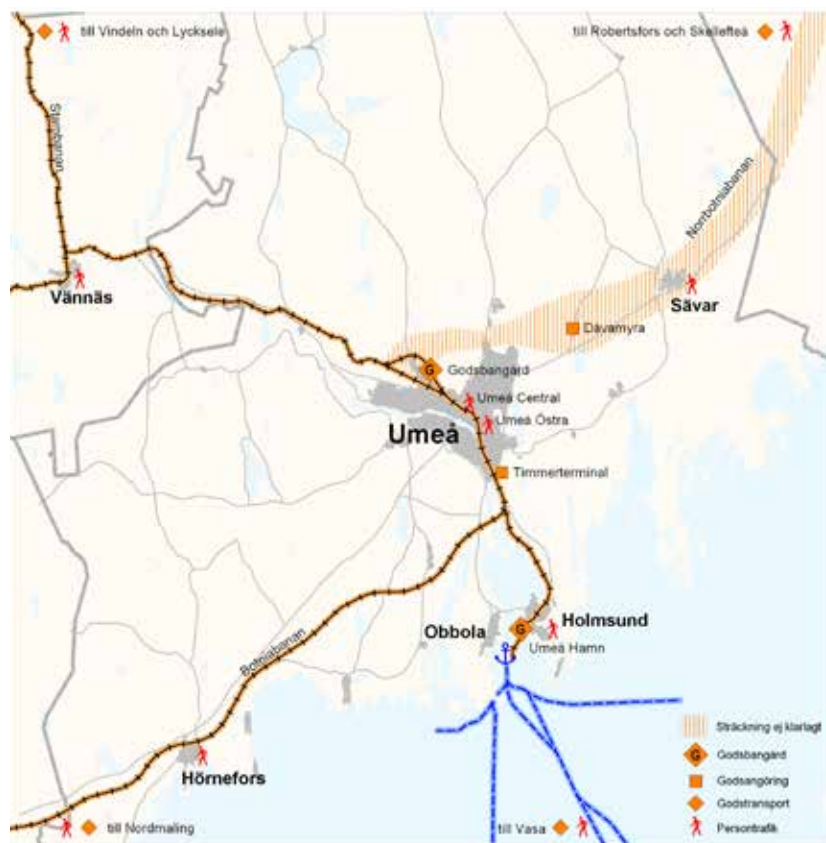 till Vindeln och Lycksele
till Robertsfors och Skellefteå
Stambanan
Norrbotniabanan
Vännäs
Sävar
Dåvamyra
G
Godsbangård
Umeå Central
Umeå Östra
Umeå
Timmerterminal
Holmsund
Obbola
G
Umeå Hamn
Botniabanan
Hörnefors
Sträckning ej klarlagt
G
Godsbangård
Godsangöring
Godstransport
Persontrafik
till Nordmaling
till Vasa